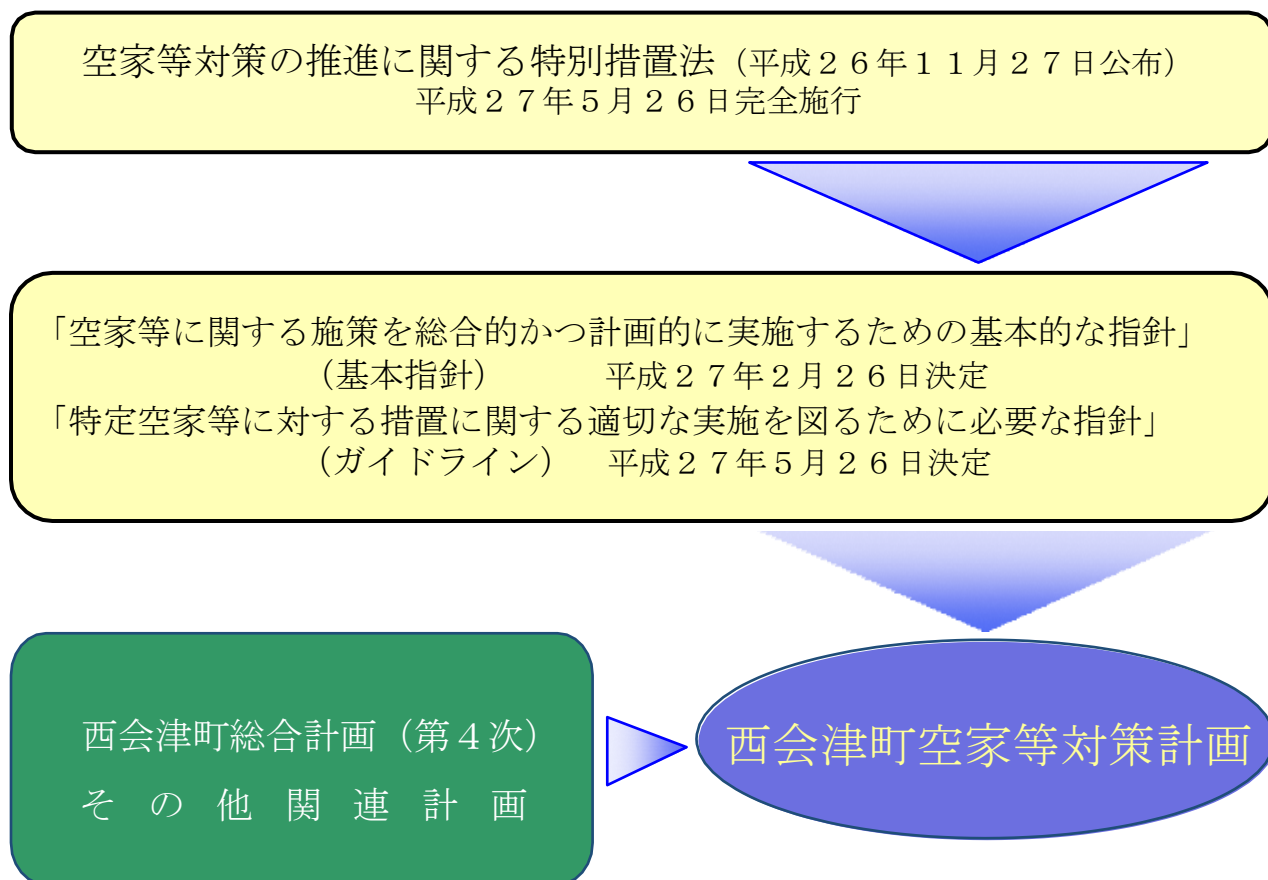 空家等対策の推進に関する特別措置法（平成２６年１１月２７日公布）
平成２７年５月２６日完全施行
「空家等に関する施策を総合的かつ計画的に実施するための基本的な指針」
（基本指針）　平成２７年２月２６日決定
「特定空家等に対する措置に関する適切な実施を図るために必要な指針」
（ガイドライン）　平成２７年５月２６日決定
西会津町総合計画（第４次）
その他関連計画
西会津町空家等対策計画